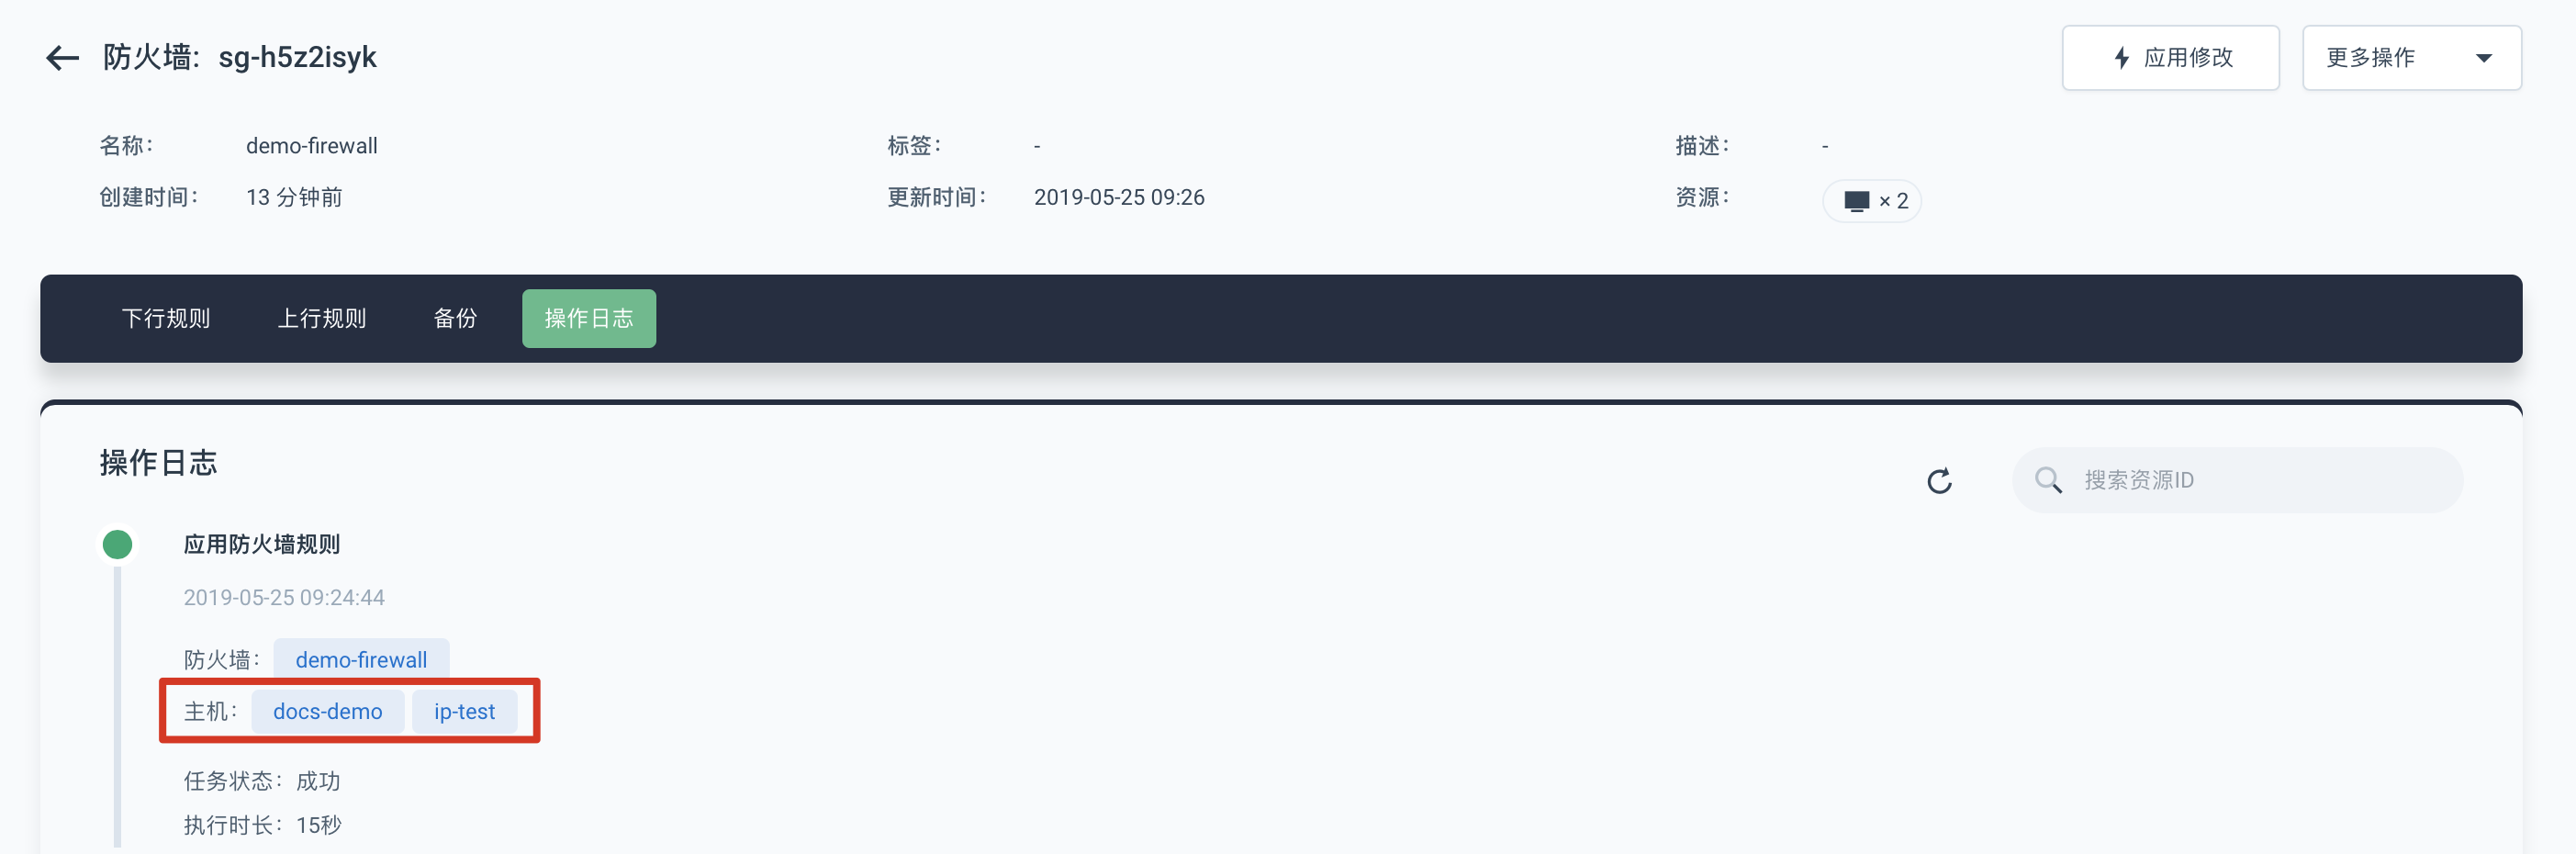 防火墙: sg-h5z2isyk
应用修改
更多操作
名称: demo-firewall
标签: -
描述: -
创建时间: 13 分钟前
更新时间: 2019-05-25 09:26
资源: × 2
下行规则 上行规则 备份 操作日志
操作日志
搜索资源ID
应用防火墙规则
2019-05-25 09:24:44
防火墙: demo-firewall
主机: docs-demo ip-test
任务状态: 成功
执行时长: 15秒